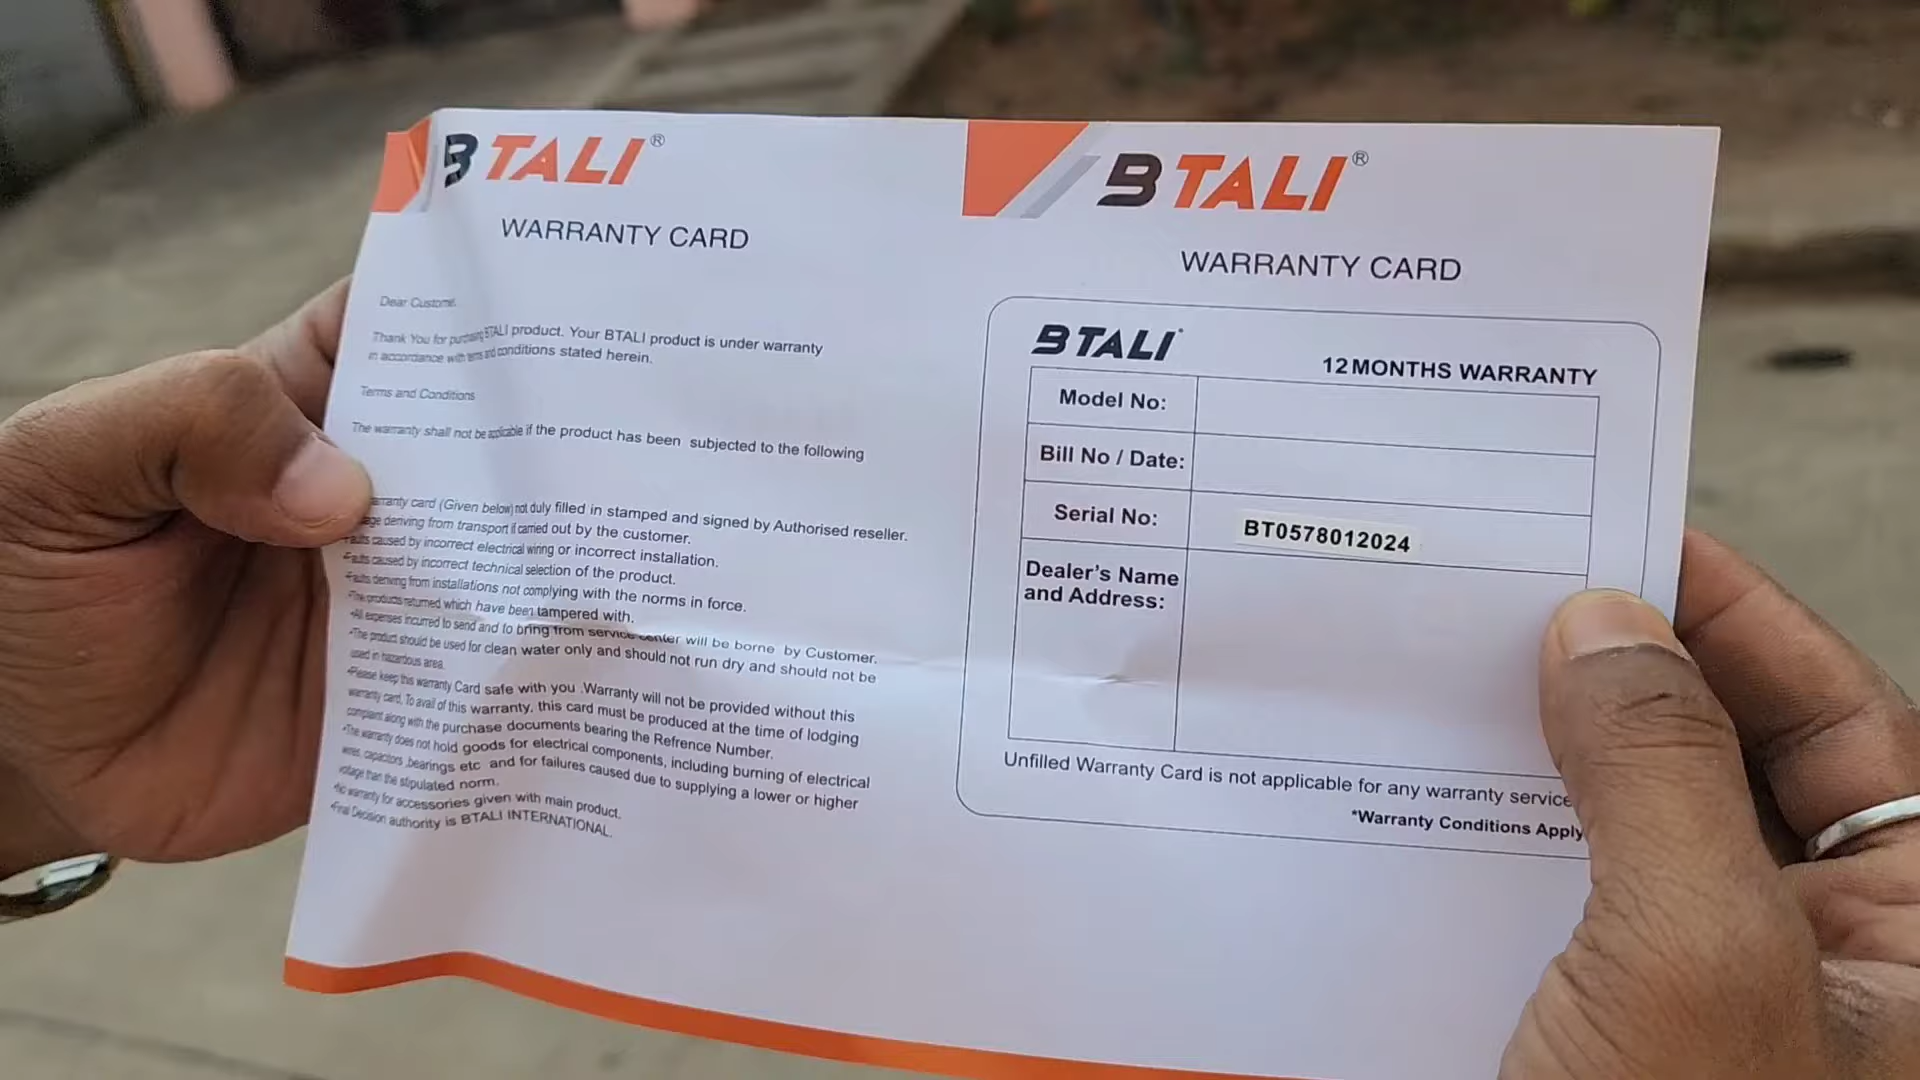 BTALI®
WARRANTY CARD
Dear Customer,
Thank You for purchasing BTALI product. Your BTALI product is under warranty
in accordance with terms and conditions stated herein.
Terms and Conditions
The warranty shall not be applicable if the product has been subjected to the following
card (Given below) not duly filled in stamped and signed by Authorised reseller.
deriving from transport if carried out by the customer.
Faults caused by incorrect electrical wiring or incorrect installation.
•Faults caused by incorrect technical selection of the product.
•Faults deriving from installations not complying with the norms in force.
•The products returned which have been tampered with.
•All expenses incurred to send and to bring from service center will be borne by Customer.
•The product should be used for clean water only and should not run dry and should not be
used in hazardous area.
•Please keep this warranty Card safe with you .Warranty will not be provided without this
warranty card, To avail of this warranty, this card must be produced at the time of lodging
complaint along with the purchase documents bearing the Refrence Number.
•The warranty does not hold goods for electrical components, including burning of electrical
wires, capacitors ,bearings etc and for failures caused due to supplying a lower or higher
voltage than the stipulated norm.
•No warranty for accessories given with main product.
•Final Decision authority is BTALI INTERNATIONAL.
BTALI®
WARRANTY CARD
BTALI
12 MONTHS WARRANTY
Model No:
Bill No / Date:
Serial No: BT0578012024
Dealer's Name
and Address:
Unfilled Warranty Card is not applicable for any warranty service
*Warranty Conditions Apply